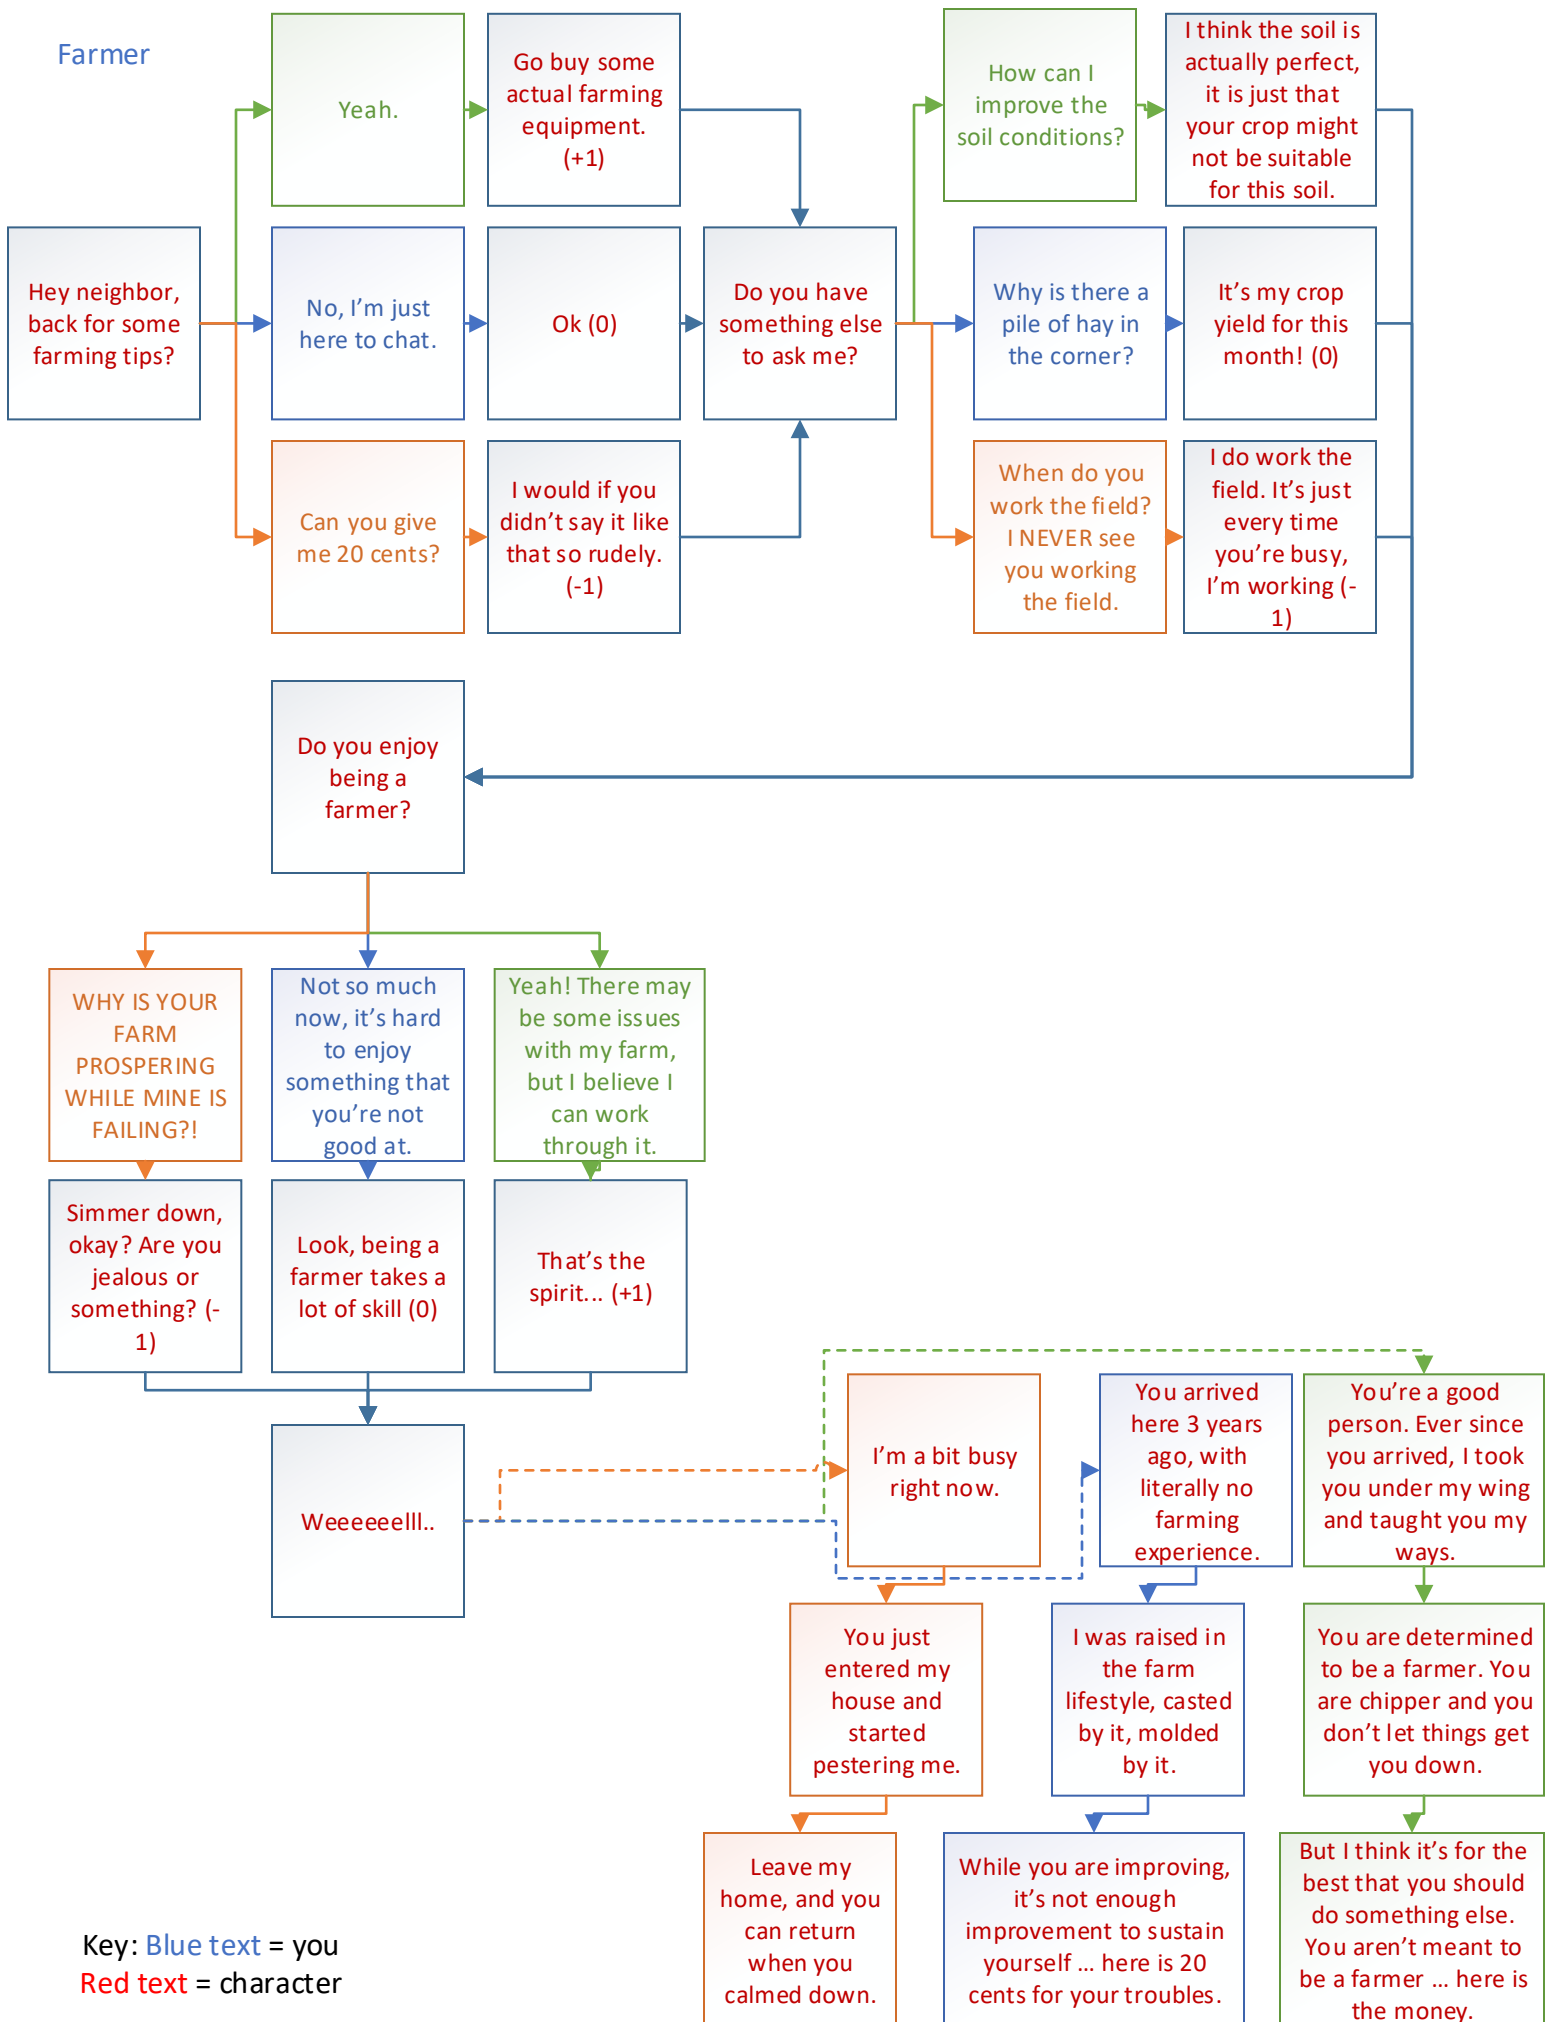 Farmer
Yeah.
Go buy some
actual farming
equipment.
(+1)
How can I
improve the
soil conditions?
I think the soil is
actually perfect,
it is just that
your crop might
not be suitable
for this soil.
Hey neighbor,
back for some
farming tips?
No, I’m just
here to chat.
Ok (0)
Do you have
something else
to ask me?
Why is there a
pile of hay in
the corner?
It’s my crop
yield for this
month! (0)
Can you give
me 20 cents?
I would if you
didn’t say it like
that so rudely.
(-1)
When do you
work the field?
I NEVER see
you working
the field.
I do work the
field. It’s just
every time
you’re busy,
I’m working (-
1)
Do you enjoy
being a
farmer?
WHY IS YOUR
FARM
PROSPERING
WHILE MINE IS
FAILING?!
Not so much
now, it’s hard
to enjoy
something that
you’re not
good at.
Yeah! There may
be some issues
with my farm,
but I believe I
can work
through it.
Simmer down,
okay? Are you
jealous or
something? (-
1)
Look, being a
farmer takes a
lot of skill (0)
That’s the
spirit... (+1)
Weeeeeelll..
I’m a bit busy
right now.
You arrived
here 3 years
ago, with
literally no
farming
experience.
You’re a good
person. Ever since
you arrived, I took
you under my wing
and taught you my
ways.
You just
entered my
house and
started
pestering me.
I was raised in
the farm
lifestyle, casted
by it, molded
by it.
You are determined
to be a farmer. You
are chipper and you
don’t let things get
you down.
Leave my
home, and you
can return
when you
calmed down.
While you are improving,
it’s not enough
improvement to sustain
yourself … here is 20
cents for your troubles.
But I think it’s for the
best that you should
do something else.
You aren’t meant to
be a farmer … here is
the money.
Key: Blue text = you
Red text = character